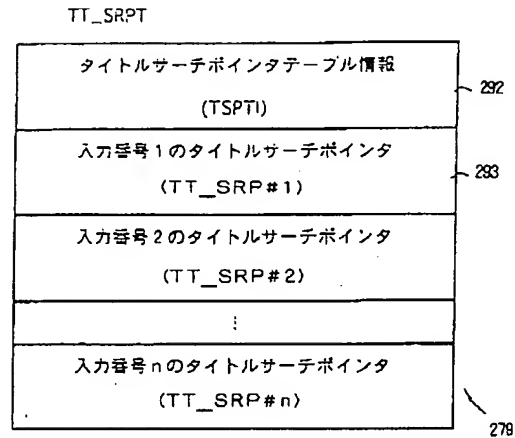 TT_SRPT
タイトルサーチポインタテーブル情報
(TSPTI)
292
入力番号1のタイトルサーチポインタ
(TT_SRP#1)
293
入力番号2のタイトルサーチポインタ
(TT_SRP#2)
⋮
入力番号nのタイトルサーチポインタ
(TT_SRP#n)
279